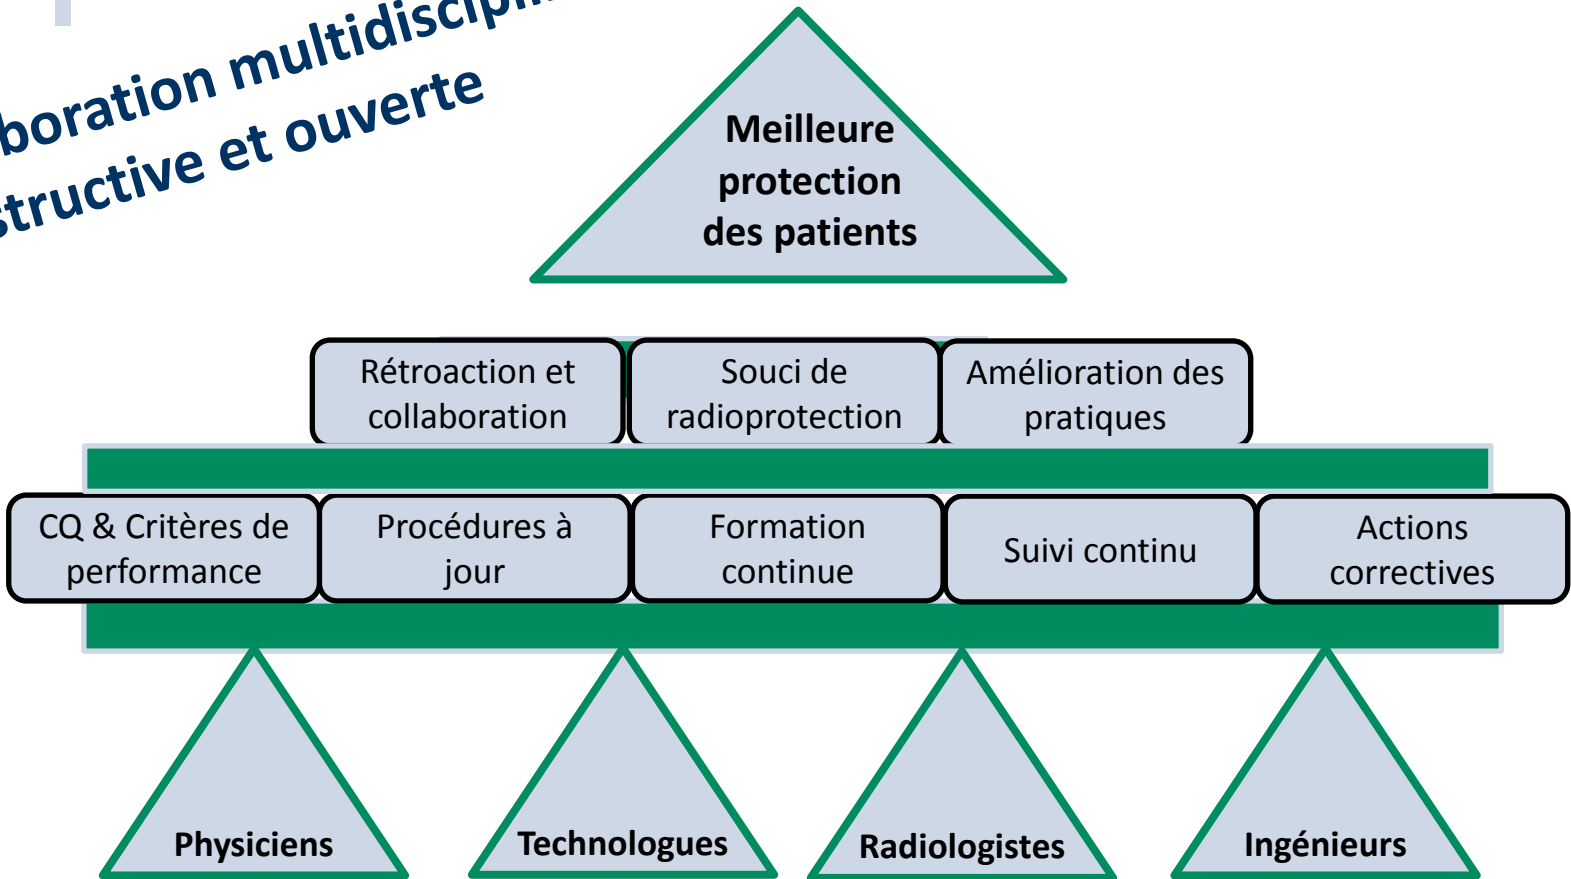 boration multidiscipli
structive et ouverte
Meilleure
protection
des patients
Rétroaction et
collaboration
Souci de
radioprotection
Amélioration des
pratiques
CQ & Critères de
performance
Procédures à
jour
Formation
continue
Suivi continu
Actions
correctives
Physiciens
Technologues
Radiologistes
Ingénieurs